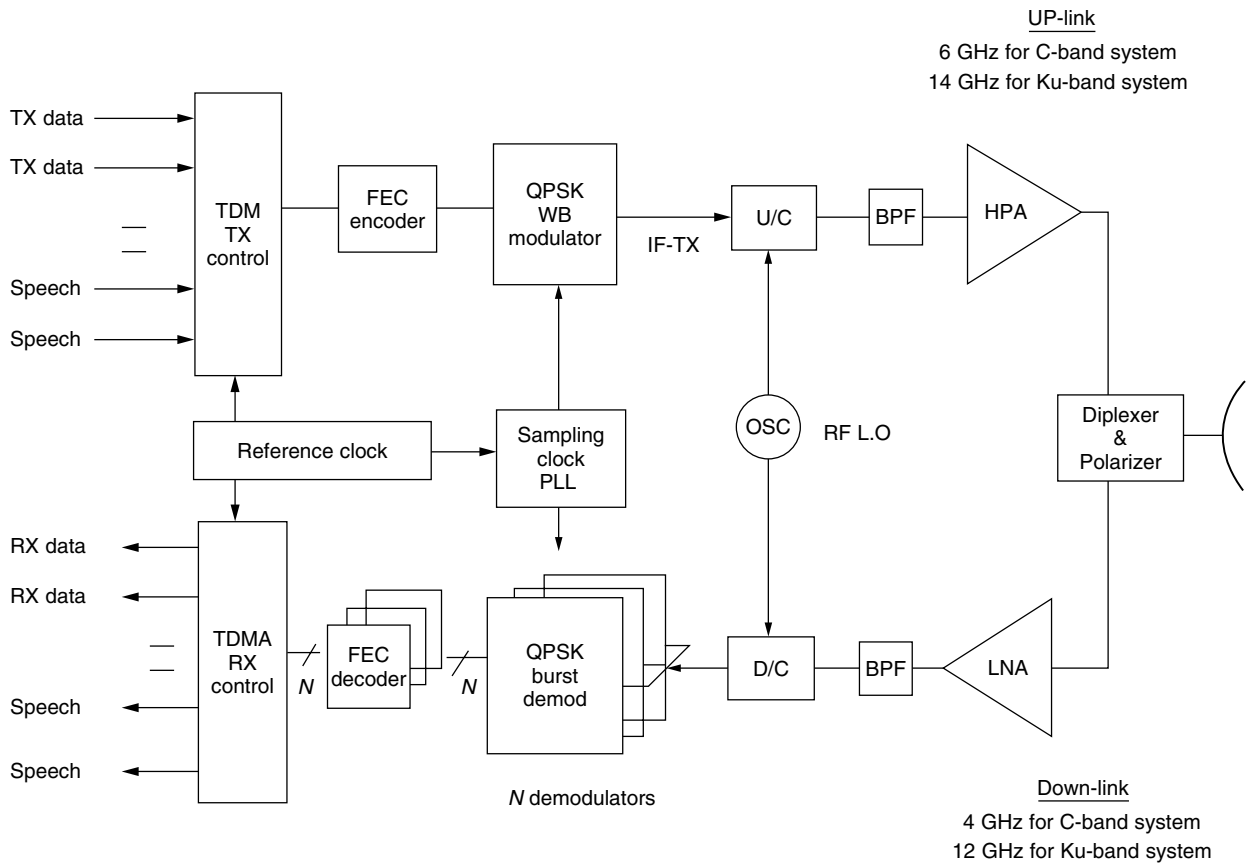 UP-link
6 GHz for C-band system
14 GHz for Ku-band system
TX data
TX data
Speech
Speech
TDM
TX
control
FEC
encoder
QPSK
WB
modulator
IF-TX
U/C
BPF
HPA
Reference clock
Sampling
clock
PLL
OSC
RF L.O
Diplexer
&
Polarizer
RX data
RX data
Speech
Speech
TDMA
RX
control
N
FEC
decoder
N
QPSK
burst
demod
D/C
BPF
LNA
N demodulators
Down-link
4 GHz for C-band system
12 GHz for Ku-band system